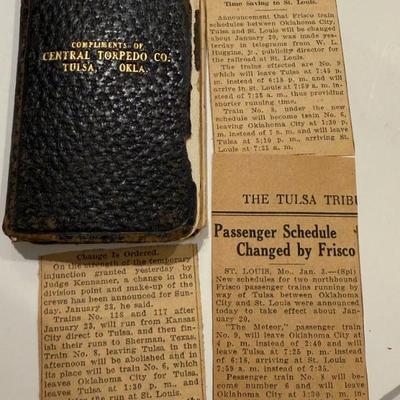 COMPLIMENTS OF
CENTRAL TORPEDO CO.
TULSA, OKLA.
Time Saving to St. Louis.
Announcement that Frisco train
schedules between Oklahoma City,
Tulsa and St. Louis will be changed
about January 20, was made yes-
terday in telegrams from W. L.
Huggins, jr., publicity director for
the railroad at St. Louis.
The trains effected are No. 9
which will leave Tulsa at 7:45 p.
m. instead of 6:18 p. m. and will
arrive in St. Louis at 7:59 a. m. in-
stead of 7:35 a. m., thus providing
shorter running time.
Train No. 8, under the new
schedule will become train No. 6,
leaving Oklahoma City at 1:30 p.
m. instead of 7 a. m. and will leave
Tulsa at 5:10 p. m., arriving St.
Louis at 7:22 a. m.
Change Is Ordered.
On the strength of the temporary
injunction granted yesterday by
Judge Kennamer, a change in the
division point and make-up of the
crews has been announced for Sun-
day, January 23, he said.
Trains No. 118 and 117 after
January 23, will run from Kansas
City direct to Tulsa, and then fin-
ish their runs to Sherman, Texas.
Train No. 8, leaving Tulsa in the
afternoon will be abolished and in
its place will be train No. 6, which
leaves Oklahoma City for Tulsa,
leaves Tulsa at 1:30 p. m., and
the run at St. Louis.
THE TULSA TRIBU
Passenger Schedule
Changed by Frisco
ST. LOUIS, Mo., Jan. 3.—(Spl)
New schedules for two northbound
Frisco passenger trains running by
way of Tulsa between Oklahoma
City and St. Louis were announced
today to take effect about Janu-
ary 20.
"The Meteor," passenger train
No. 9, will leave Oklahoma City at
4 p. m. instead of 2:40 and will
leave Tulsa at 7:25 p. m. instead
of 6:18, arriving at St. Louis at
7:59 a. m. instead of 7:35.
Passenger train No. 8 will be-
come number 6 and will leave
Oklahoma City at 1:30 p. m. in-